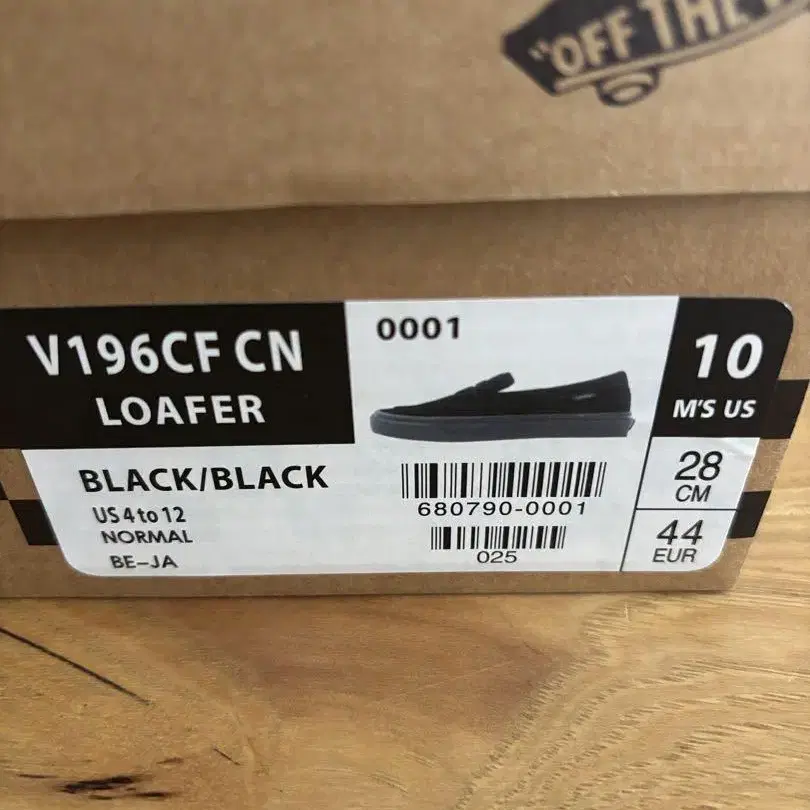 "OFF THE
V196CF CN
LOAFER
0001
10
M'S US
BLACK/BLACK
US 4 to 12
NORMAL
BE-JA
680790-0001
025
28
CM
44
EUR